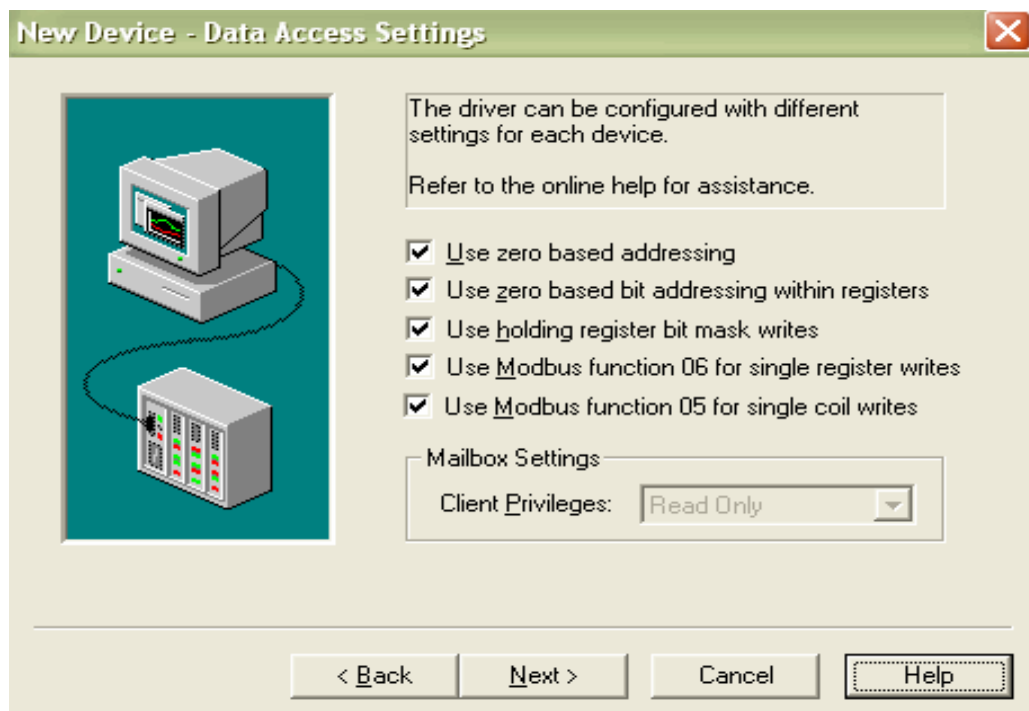 New Device - Data Access Settings
The driver can be configured with different
settings for each device.
Refer to the online help for assistance.
Use zero based addressing
Use zero based bit addressing within registers
Use holding register bit mask writes
Use Modbus function 06 for single register writes
Use Modbus function 05 for single coil writes
Mailbox Settings
Client Privileges: Read Only
< Back Next > Cancel Help